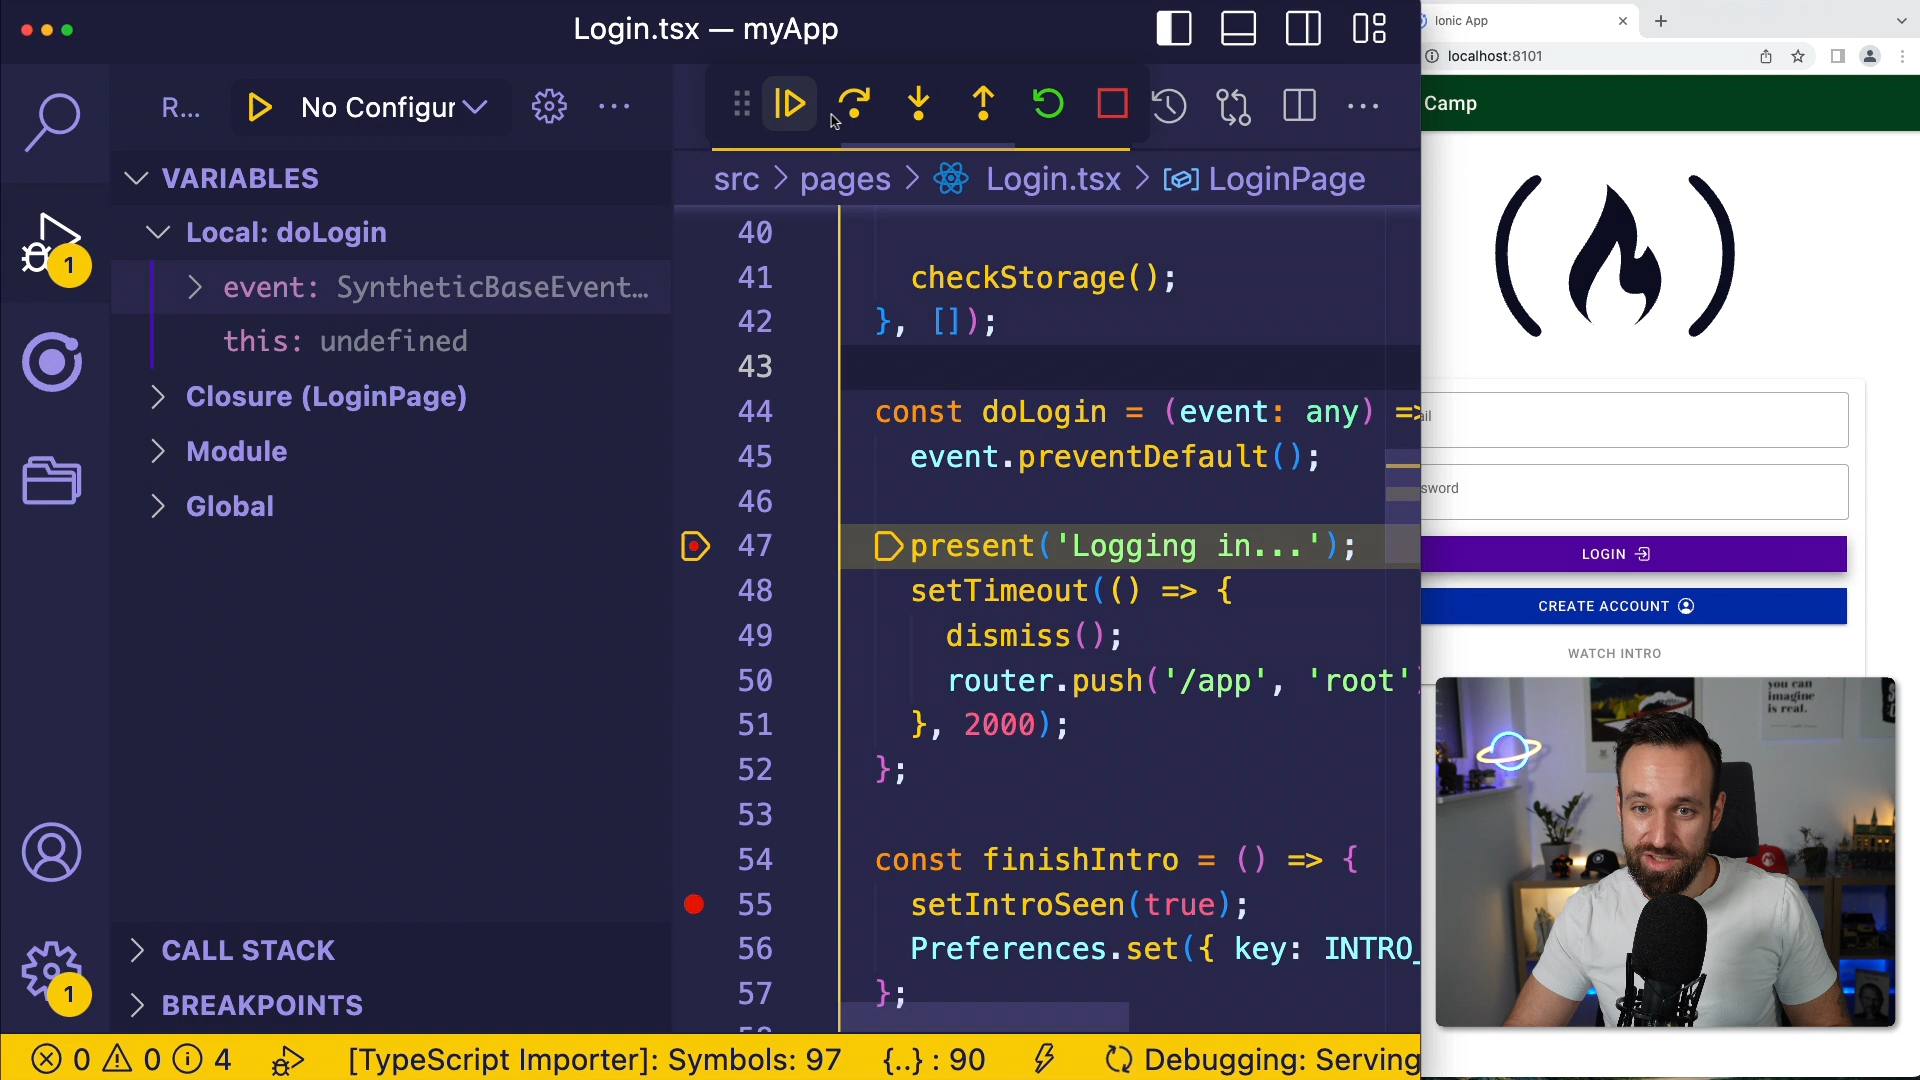 Login.tsx — myApp
R...
No Configur
VARIABLES
Local: doLogin
event: SyntheticBaseEvent...
this: undefined
Closure (LoginPage)
Module
Global
CALL STACK
BREAKPOINTS
1
1
src > pages > Login.tsx > LoginPage
40
41 checkStorage();
42 }, []);
43
44 const doLogin = (event: any) =>
45 event.preventDefault();
46
47 present('Logging in...');
48 setTimeout(() => {
49 dismiss();
50 router.push('/app', 'root'
51 }, 2000);
52 };
53
54 const finishIntro = () => {
55 setIntroSeen(true);
56 Preferences.set({ key: INTRO_
57 };
0 0 4 [TypeScript Importer]: Symbols: 97 {..} : 90 Debugging: Serving
Ionic App
localhost:8101
Camp
ail
sword
LOGIN
CREATE ACCOUNT
WATCH INTRO
you can
imagine
is real.